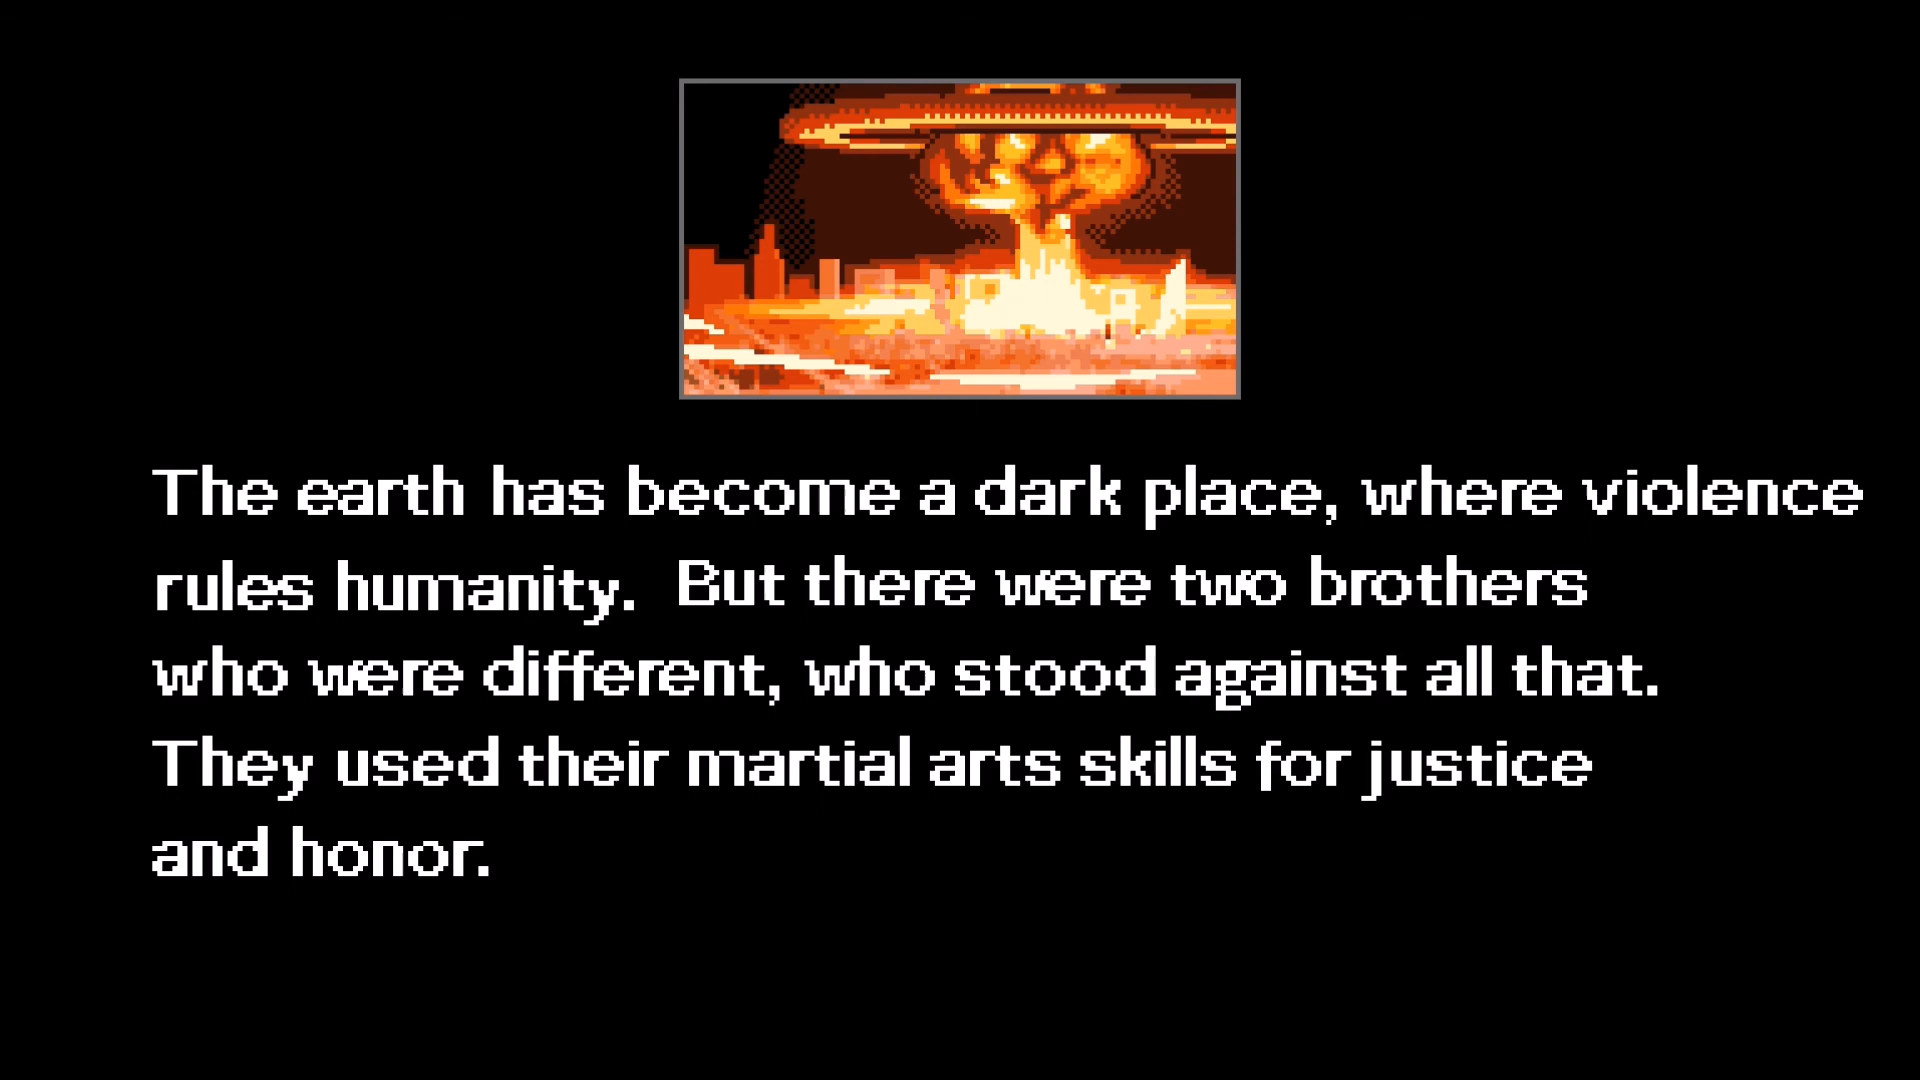 The earth has become a dark place, where violence
rules humanity.  But there were two brothers
who were different, who stood against all that.
They used their martial arts skills for justice
and honor.